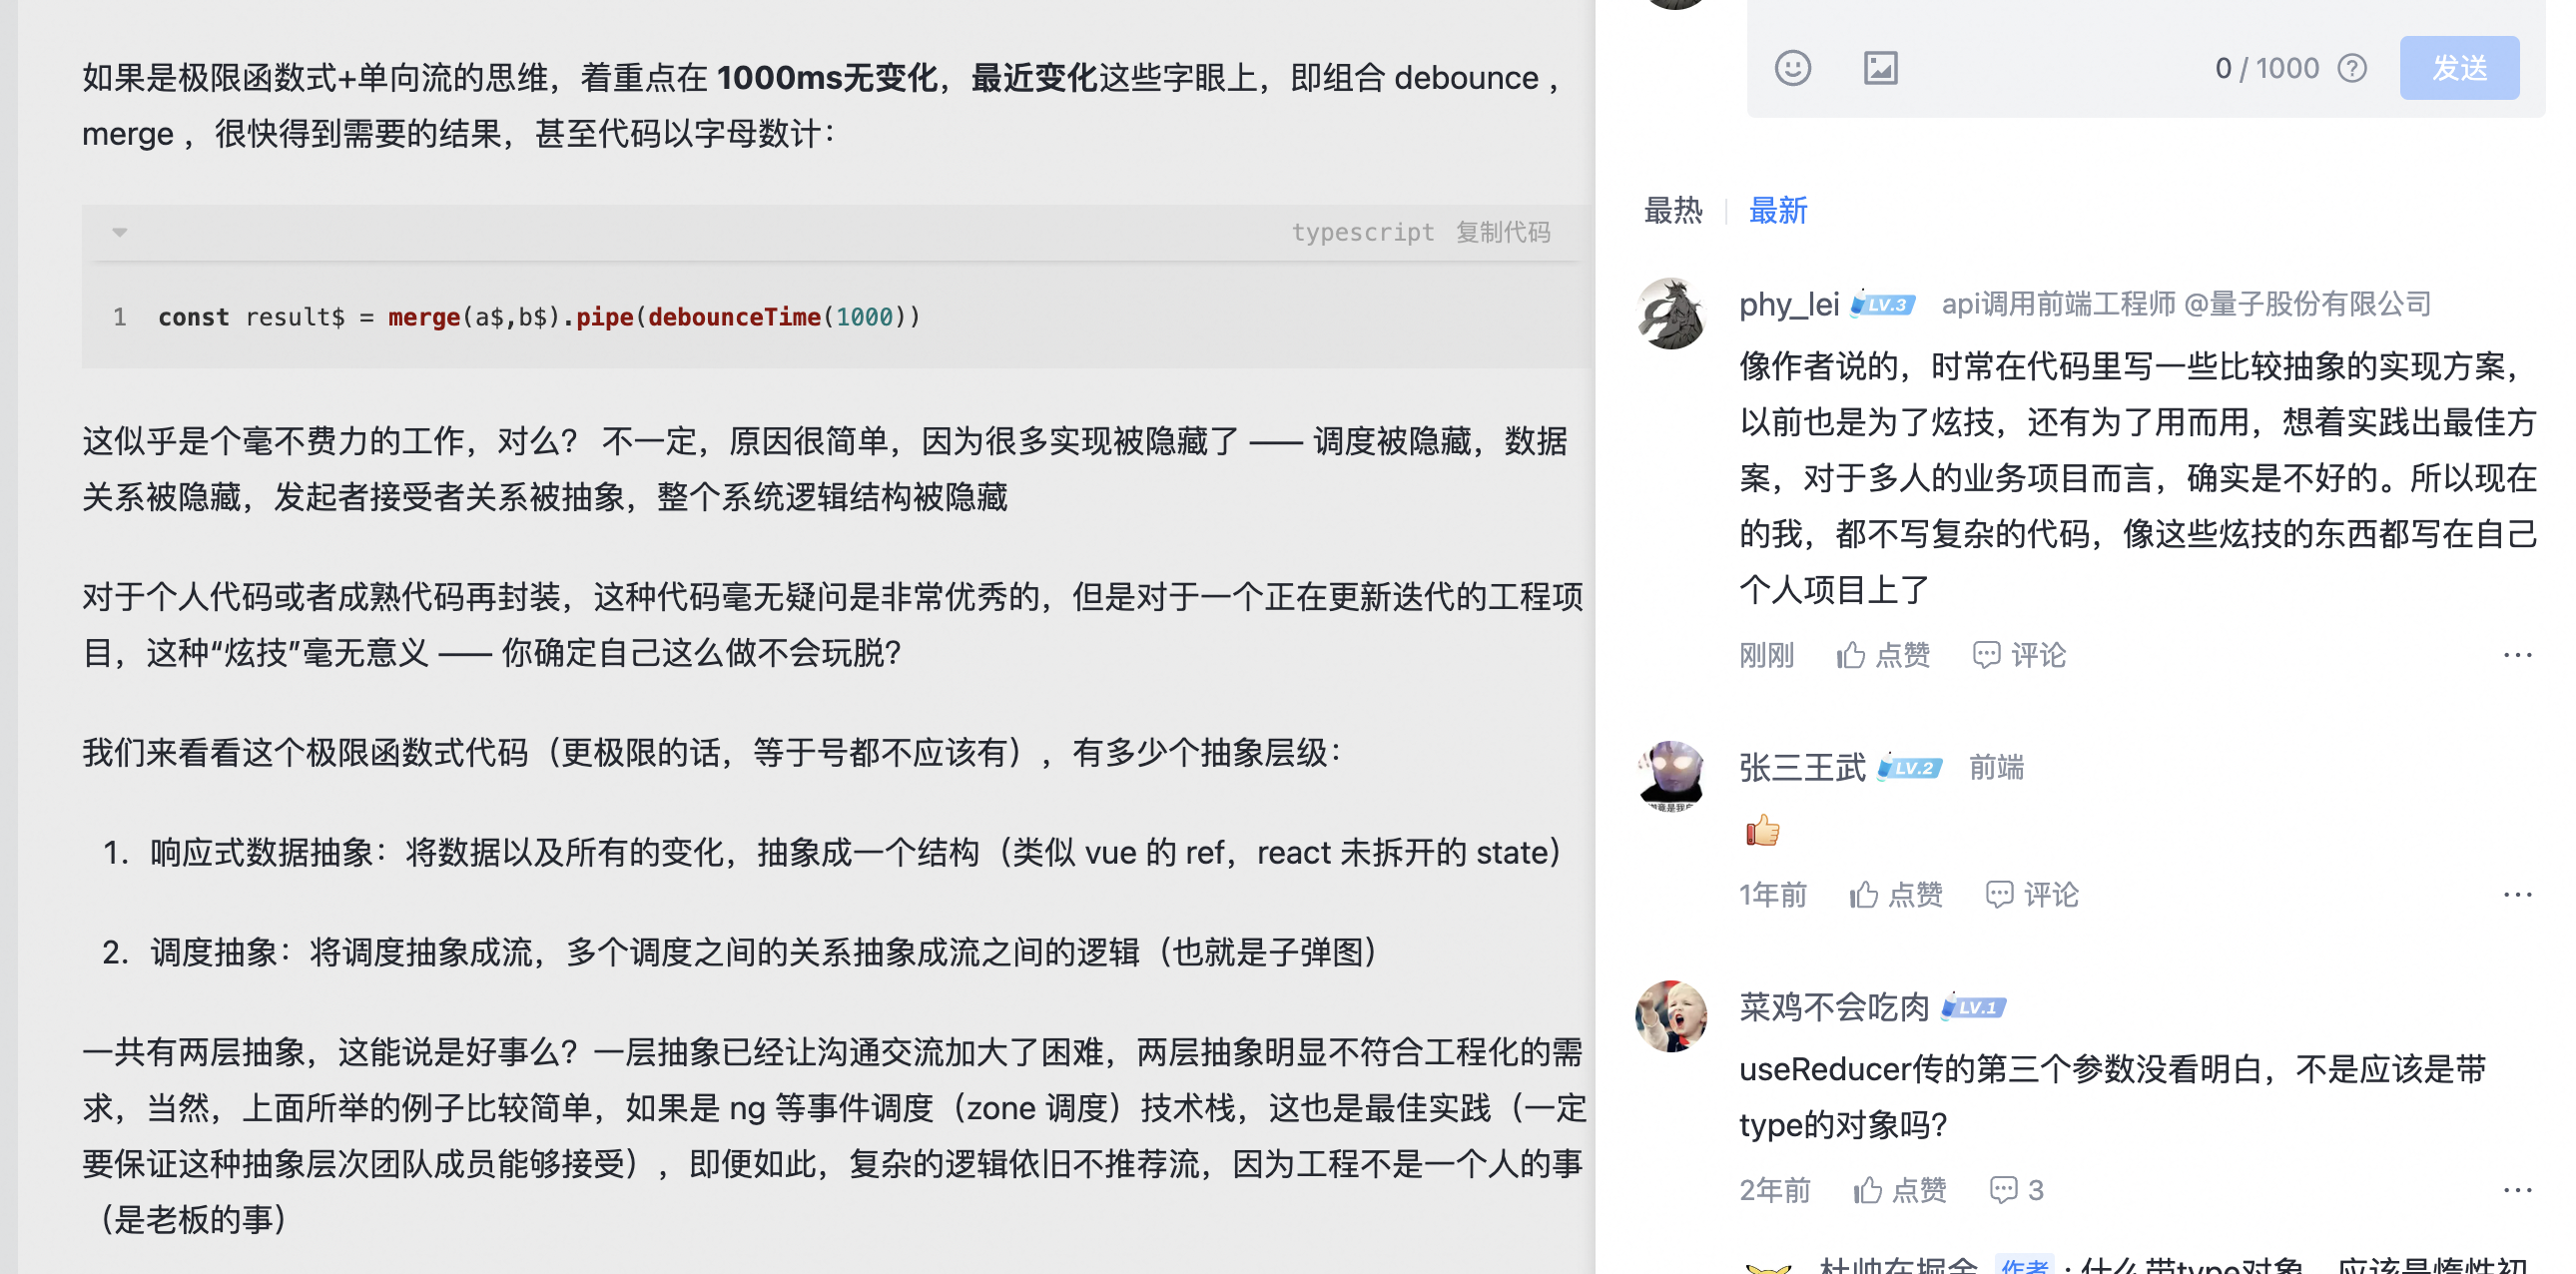 如果是极限函数式+单向流的思维，着重点在 1000ms无变化，最近变化这些字眼上，即组合 debounce ，
merge ，很快得到需要的结果，甚至代码以字母数计：
typescript 复制代码
1 const result$ = merge(a$,b$).pipe(debounceTime(1000))
这似乎是个毫不费力的工作，对么？ 不一定，原因很简单，因为很多实现被隐藏了 —— 调度被隐藏，数据
关系被隐藏，发起者接受者关系被抽象，整个系统逻辑结构被隐藏
对于个人代码或者成熟代码再封装，这种代码毫无疑问是非常优秀的，但是对于一个正在更新迭代的工程项
目，这种“炫技”毫无意义 —— 你确定自己这么做不会玩脱？
我们来看看这个极限函数式代码（更极限的话，等于号都不应该有），有多少个抽象层级：
1. 响应式数据抽象：将数据以及所有的变化，抽象成一个结构（类似 vue 的 ref，react 未拆开的 state）
2. 调度抽象：将调度抽象成流，多个调度之间的关系抽象成流之间的逻辑（也就是子弹图）
一共有两层抽象，这能说是好事么？一层抽象已经让沟通交流加大了困难，两层抽象明显不符合工程化的需
求，当然，上面所举的例子比较简单，如果是 ng 等事件调度（zone 调度）技术栈，这也是最佳实践（一定
要保证这种抽象层次团队成员能够接受），即便如此，复杂的逻辑依旧不推荐流，因为工程不是一个人的事
（是老板的事）
0 / 1000 ? 发送
最热 最新
phy_lei LV.3 api调用前端工程师 @量子股份有限公司
像作者说的，时常在代码里写一些比较抽象的实现方案，
以前也是为了炫技，还有为了用而用，想着实践出最佳方
案，对于多人的业务项目而言，确实是不好的。所以现在
的我，都不写复杂的代码，像这些炫技的东西都写在自己
个人项目上了
刚刚 点赞 评论
张三王武 LV.2 前端
1年前 点赞 评论
菜鸡不会吃肉 LV.1
useReducer传的第三个参数没看明白，不是应该是带
type的对象吗?
2年前 点赞 3
杜帅在掘金 作者 : 什么带type对象，应该是惰性初